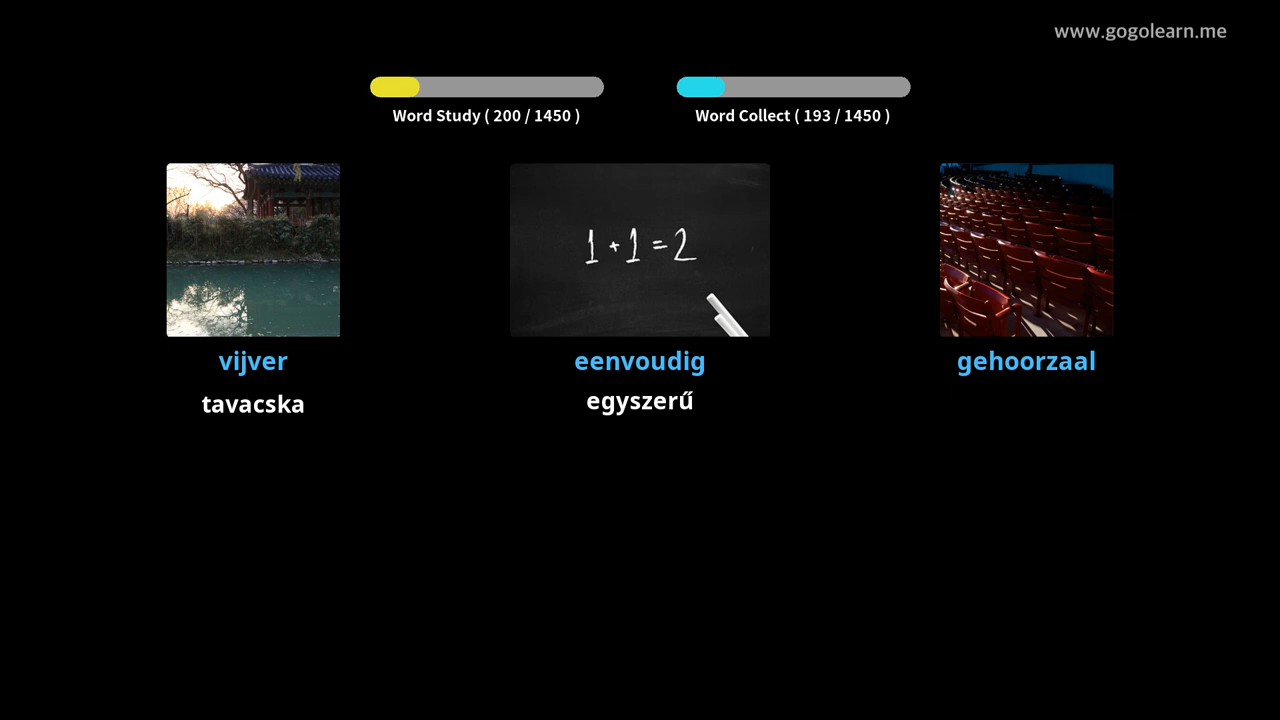 www.gogolearn.me
Word Study ( 200 / 1450 )
Word Collect ( 193 / 1450 )
1 + 1 = 2
vijver
eenvoudig
gehoorzaal
tavacska
egyszerű